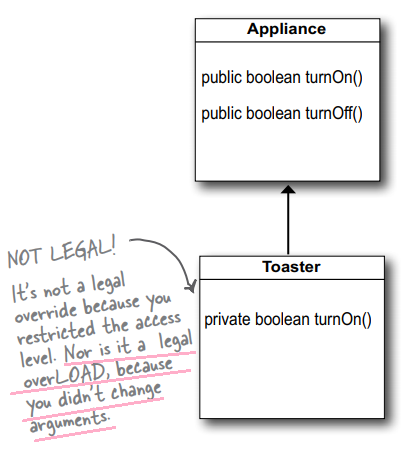 Appliance
public boolean turnOn()
public boolean turnOff()
NOT LEGAL!
It's not a legal
override because you
restricted the access
level. Nor is it a legal
overLOAD, because
you didn't change
arguments.
Toaster
private boolean turnOn()